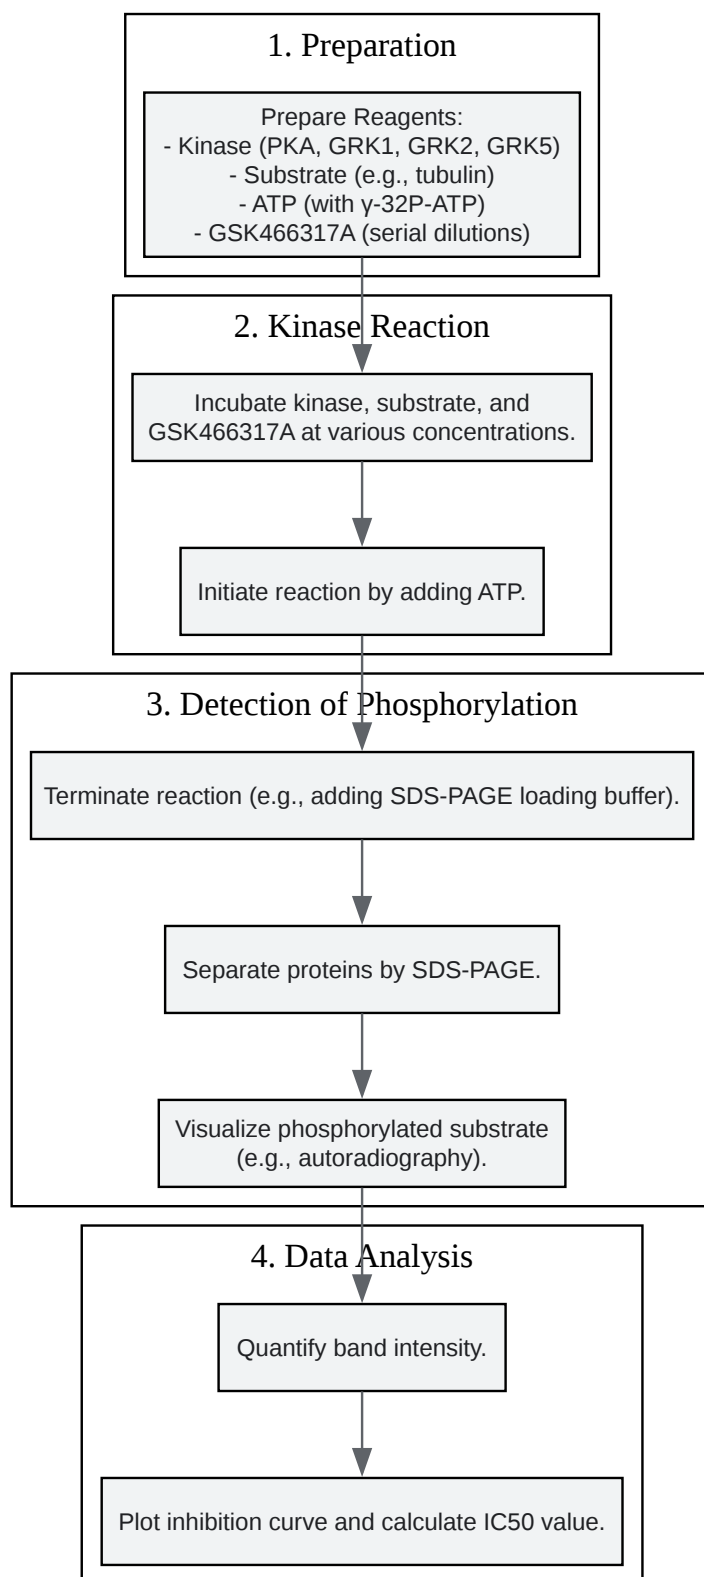 1. Preparation
Prepare Reagents:
- Kinase (PKA, GRK1, GRK2, GRK5)
- Substrate (e.g., tubulin)
- ATP (with γ-32P-ATP)
- GSK466317A (serial dilutions)
2. Kinase Reaction
Incubate kinase, substrate, and
GSK466317A at various concentrations.
Initiate reaction by adding ATP.
3. Detection of Phosphorylation
Terminate reaction (e.g., adding SDS-PAGE loading buffer).
Separate proteins by SDS-PAGE.
Visualize phosphorylated substrate
(e.g., autoradiography).
4. Data Analysis
Quantify band intensity.
Plot inhibition curve and calculate IC50 value.